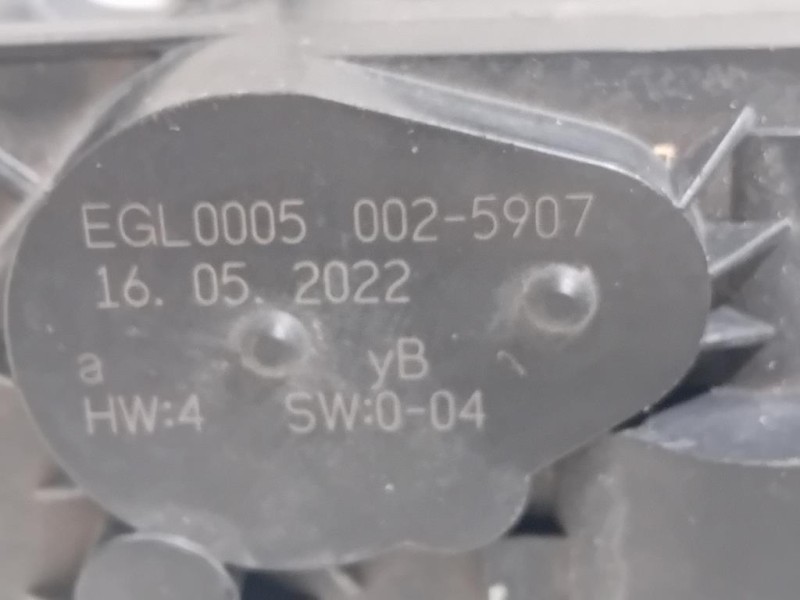 EGL0005 002-5907
16. 05. 2022
a yB
HW:4 SW:0-04